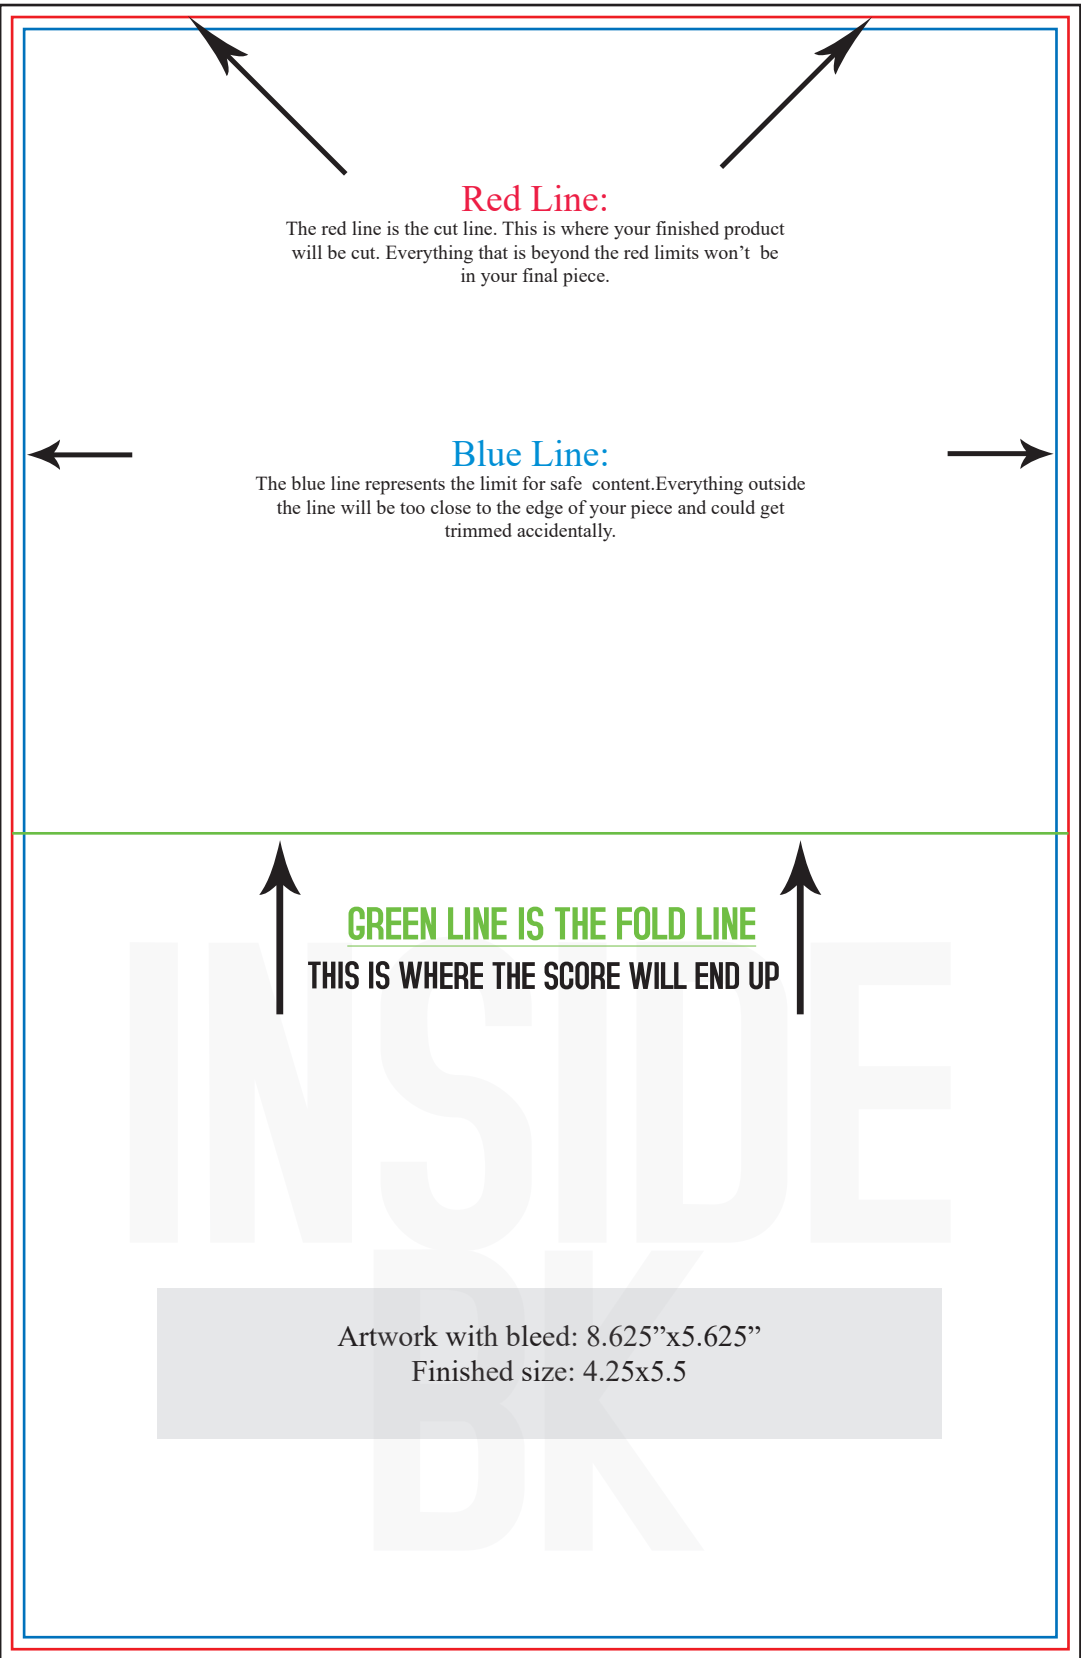 Red Line:
The red line is the cut line. This is where your finished product
will be cut. Everything that is beyond the red limits won’t  be
in your final piece.
Blue Line:
The blue line represents the limit for safe  content.Everything outside
the line will be too close to the edge of your piece and could get
trimmed accidentally.
GREEN LINE IS THE FOLD LINE
THIS IS WHERE THE SCORE WILL END UP
INSIDE
BK
Artwork with bleed: 8.625”x5.625”
Finished size: 4.25x5.5